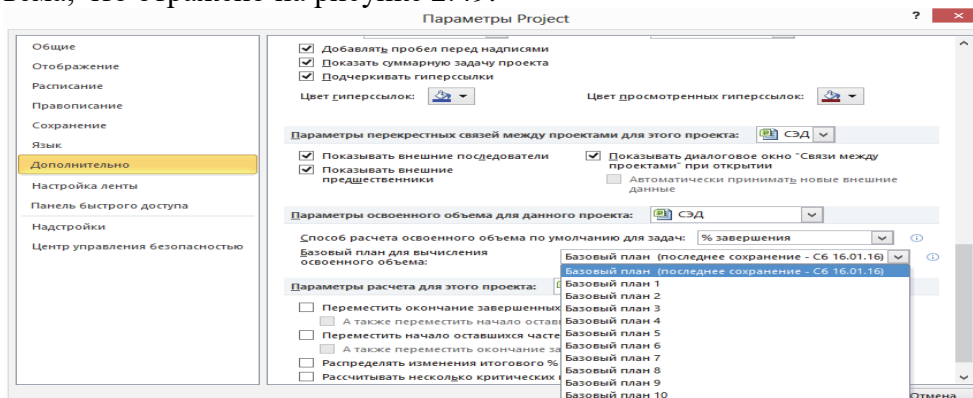 Параметры Project
?
Общие
Отображение
Расписание
Правописание
Сохранение
Язык
Дополнительно
Настройка ленты
Панель быстрого доступа
Надстройки
Центр управления безопасностью
Добавлять пробел перед надписями
Показать суммарную задачу проекта
Подчеркивать гиперссылки
Цвет гиперссылок: Цвет просмотренных гиперссылок:
Параметры перекрестных связей между проектами для этого проекта: СЭД
Показывать внешние последователи
Показывать внешние
предшественники
Показывать диалоговое окно "Связи между
проектами" при открытии
Автоматически принимать новые внешние
данные
Параметры освоенного объема для данного проекта: СЭД
Способ расчета освоенного объема по умолчанию для задач: % завершения
Базовый план для вычисления
освоенного объема:
Базовый план (последнее сохранение - Сб 16.01.16)
Базовый план (последнее сохранение - Сб 16.01.16)
Базовый план 1
Базовый план 2
Базовый план 3
Базовый план 4
Базовый план 5
Базовый план 6
Базовый план 7
Базовый план 8
Базовый план 9
Базовый план 10
Параметры расчета для этого проекта:
Переместить окончание завершенных
А также переместить начало
Переместить начало оставшихся
А также переместить окончание
Распределять изменения итогового %
Рассчитывать несколько критических
Отмена